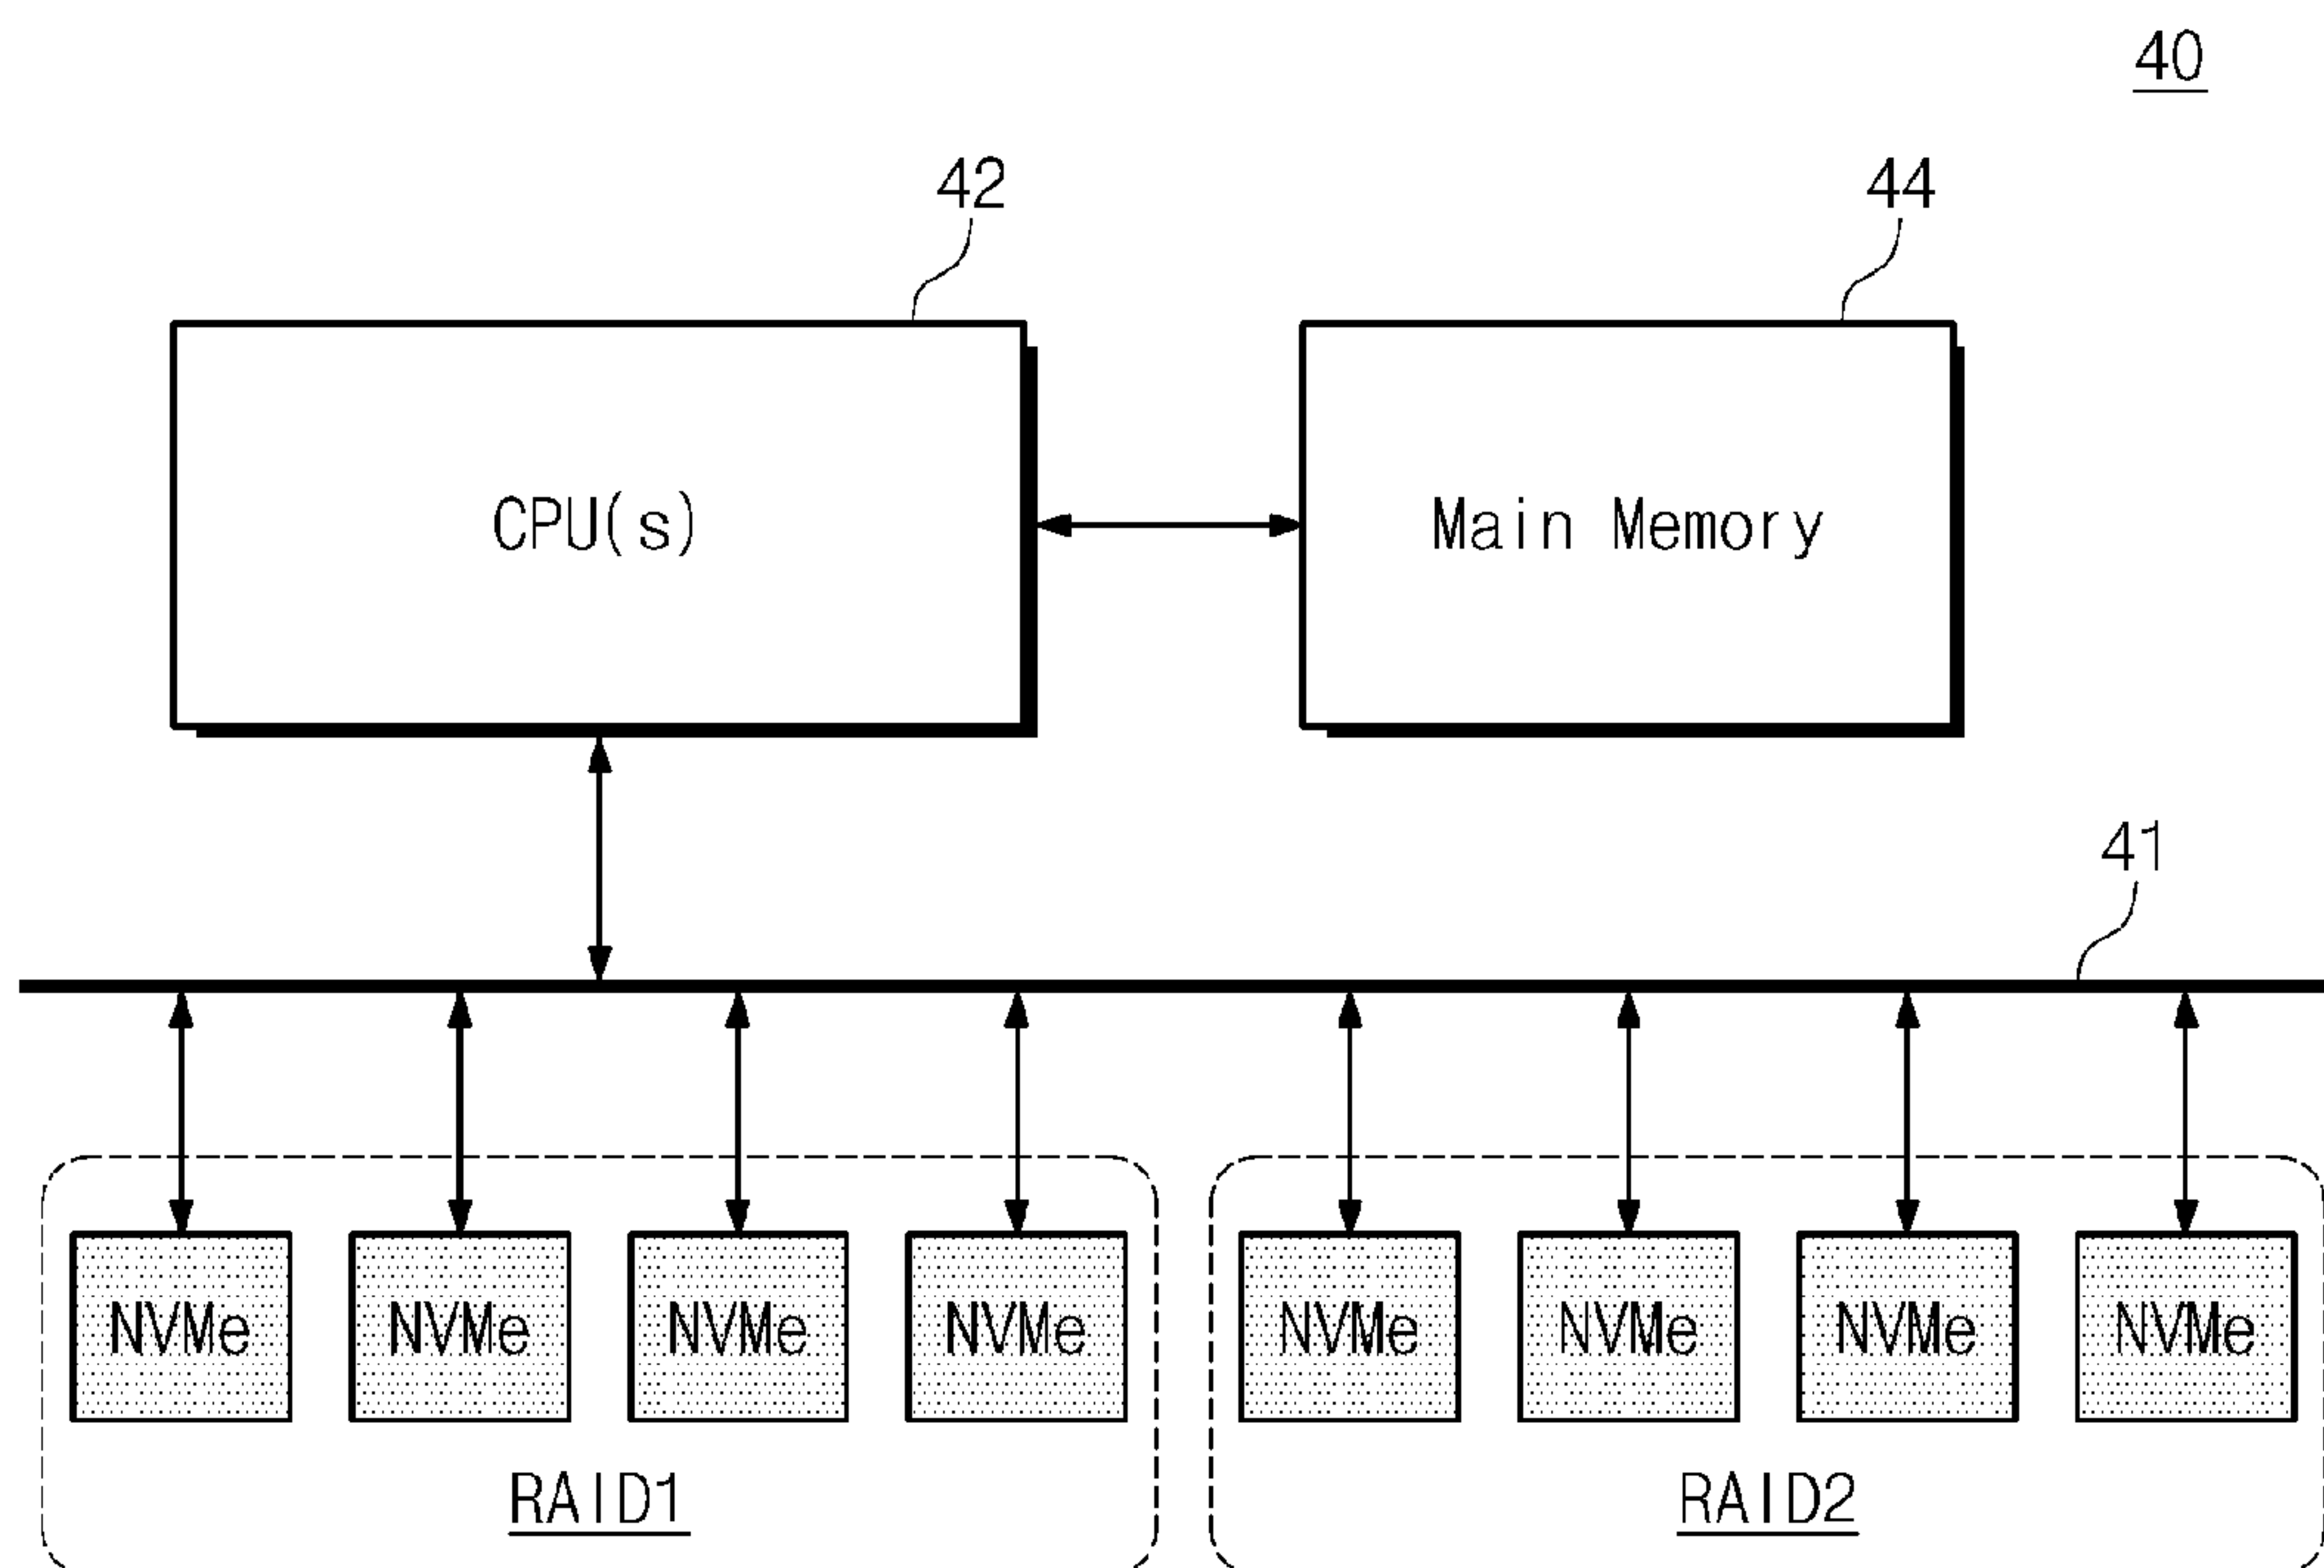 40
42
44
CPU(s)
Main Memory
41
NVMe NVMe NVMe NVMe NVMe NVMe NVMe NVMe
RAID1
RAID2